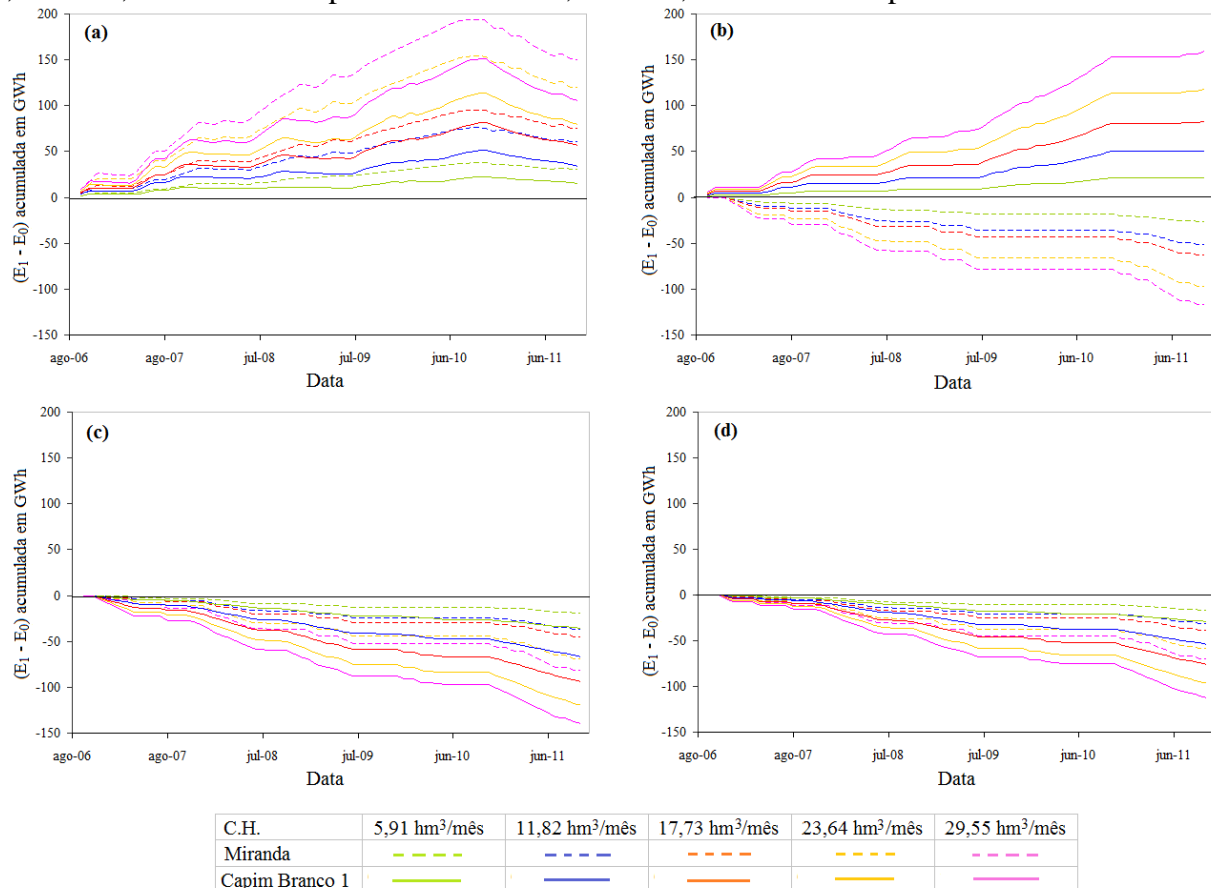 (a)
200
150
100
50
0
-50
-100
-150
(E1 - E0) acumulada em GWh
ago-06 ago-07 jul-08 jul-09 jun-10 jun-11
Data
(b)
200
150
100
50
0
-50
-100
-150
(E1 - E0) acumulada em GWh
ago-06 ago-07 jul-08 jul-09 jun-10 jun-11
Data
(c)
200
150
100
50
0
-50
-100
-150
(E1 - E0) acumulada em GWh
ago-06 ago-07 jul-08 jul-09 jun-10 jun-11
Data
(d)
200
150
100
50
0
-50
-100
-150
(E1 - E0) acumulada em GWh
ago-06 ago-07 jul-08 jul-09 jun-10 jun-11
Data
C.H. 5,91 hm³/mês 11,82 hm³/mês 17,73 hm³/mês 23,64 hm³/mês 29,55 hm³/mês
Miranda
Capim Branco 1